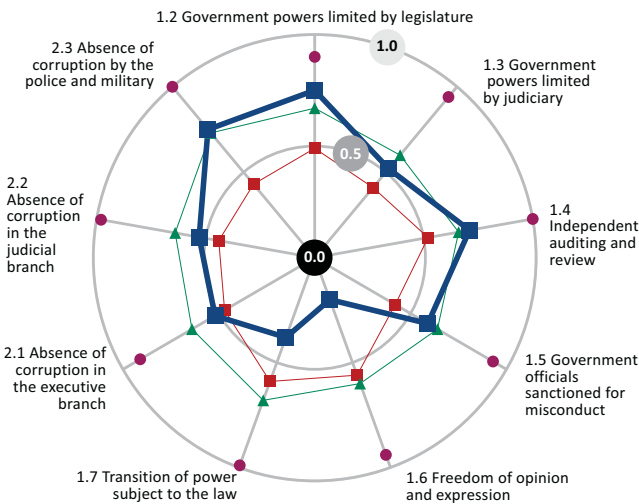 1.2 Government powers limited by legislature
1.0
2.3 Absence of
corruption by the
police and military
1.3 Government
powers limited
by judiciary
0.5
2.2
Absence of
corruption
in the
judicial
branch
1.4
Independent
auditing and
review
0.0
2.1 Absence of
corruption in
the executive
branch
1.5 Government
officials
sanctioned for
misconduct
1.7 Transition of power
subject to the law
1.6 Freedom of opinion
and expression